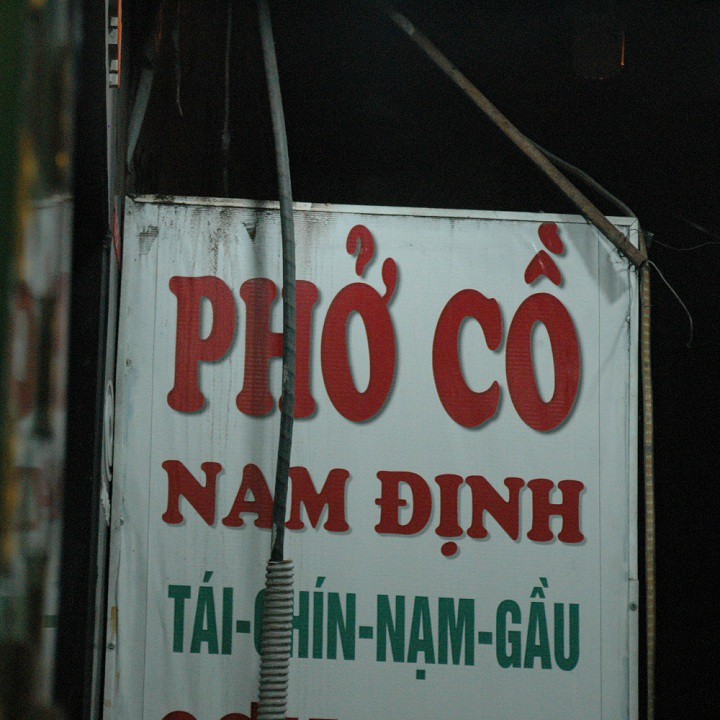 PHỞ CỒ
NAM ĐỊNH
TÁI-CHÍN-NẠM-GẦU